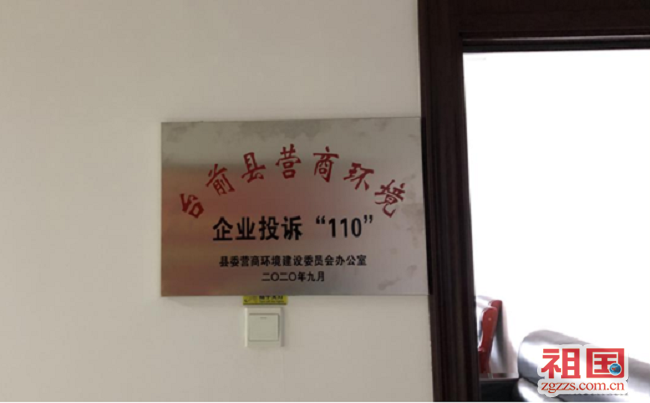 台前县营商环境
企业投诉“110”
县委营商环境建设委员会办公室
二〇二〇年九月
祖国
zgzzs.com.cn